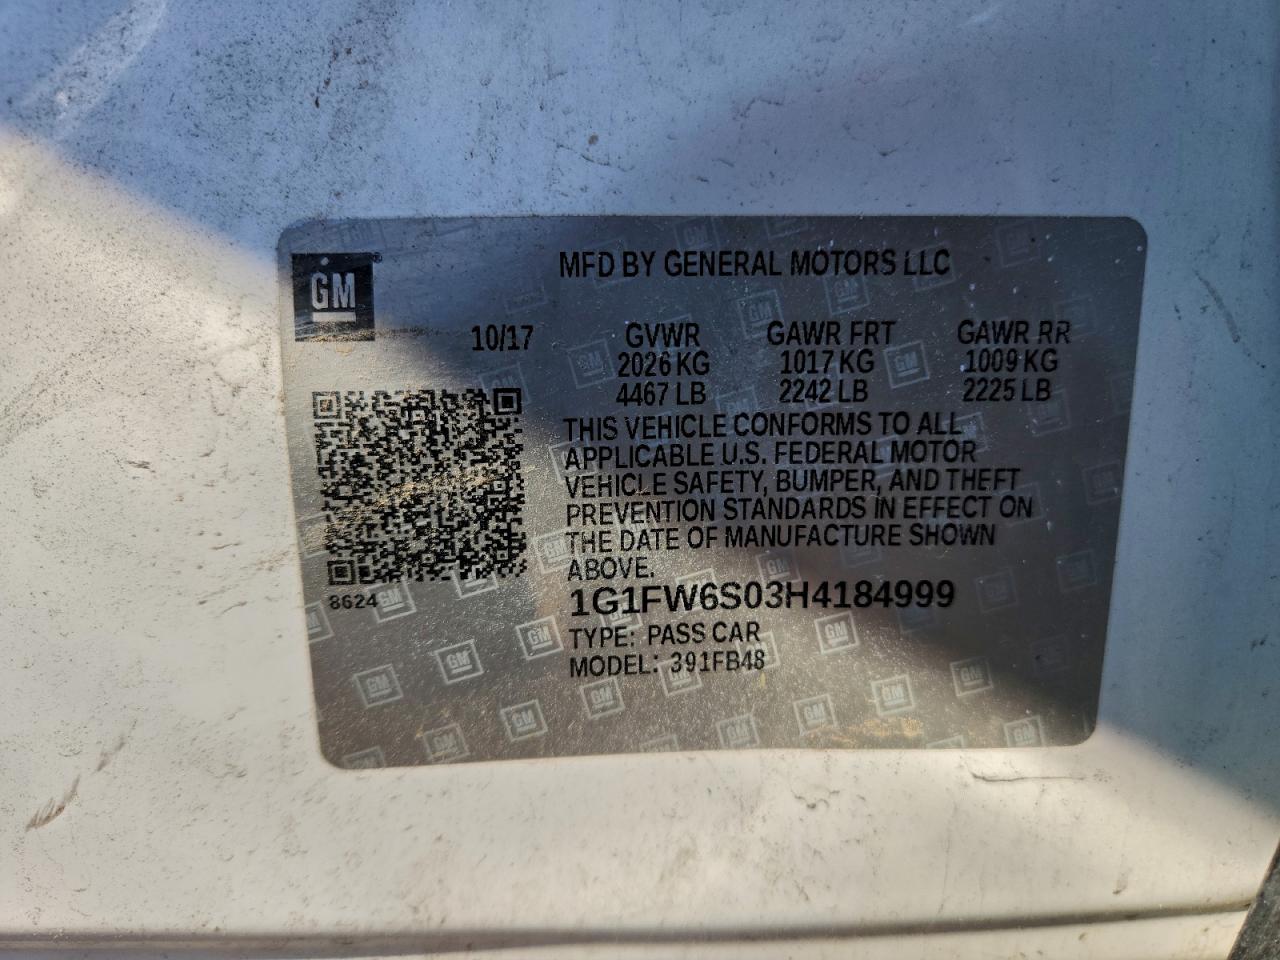 GM
MFD BY GENERAL MOTORS LLC
10/17 GVWR GAWR FRT GAWR RR
2026 KG 1017 KG 1009 KG
4467 LB 2242 LB 2225 LB
THIS VEHICLE CONFORMS TO ALL
APPLICABLE U.S. FEDERAL MOTOR
VEHICLE SAFETY, BUMPER, AND THEFT
PREVENTION STANDARDS IN EFFECT ON
THE DATE OF MANUFACTURE SHOWN
ABOVE.
8624
1G1FW6S03H4184999
TYPE: PASS CAR
MODEL: 391FB48